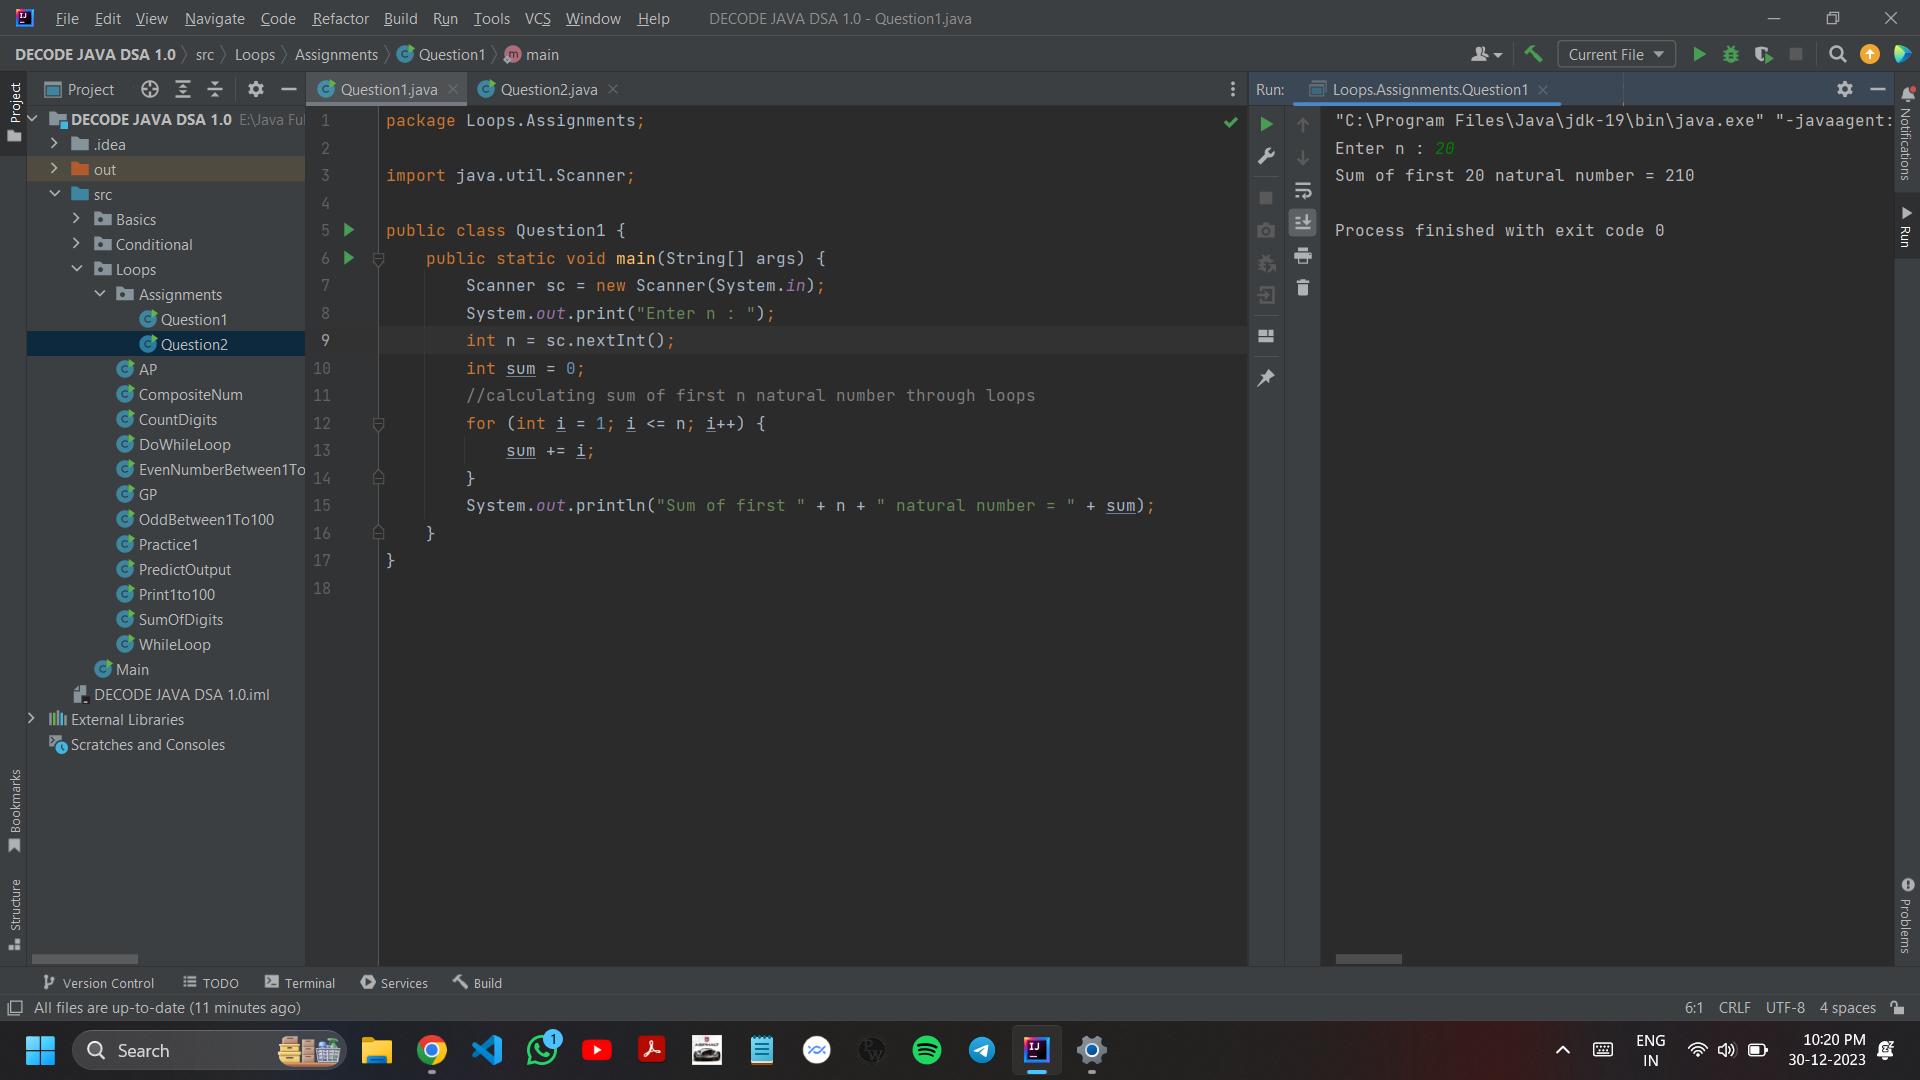 File Edit View Navigate Code Refactor Build Run Tools VCS Window Help DECODE JAVA DSA 1.0 - Question1.java
DECODE JAVA DSA 1.0 src Loops Assignments Question1 main Current File
Project
Project
DECODE JAVA DSA 1.0 E:\Java Fu
.idea
out
src
Basics
Conditional
Loops
Assignments
Question1
Question2
AP
CompositeNum
CountDigits
DoWhileLoop
EvenNumberBetween1To
GP
OddBetween1To100
Practice1
PredictOutput
Print1to100
SumOfDigits
WhileLoop
Main
DECODE JAVA DSA 1.0.iml
External Libraries
Scratches and Consoles
Bookmarks
Structure
Question1.java Question2.java
1 package Loops.Assignments;
2
3 import java.util.Scanner;
4
5 public class Question1 {
6 public static void main(String[] args) {
7 Scanner sc = new Scanner(System.in);
8 System.out.print("Enter n : ");
9 int n = sc.nextInt();
10 int sum = 0;
11 //calculating sum of first n natural number through loops
12 for (int i = 1; i <= n; i++) {
13 sum += i;
14 }
15 System.out.println("Sum of first " + n + " natural number = " + sum);
16 }
17 }
18
Run: Loops.Assignments.Question1
"C:\Program Files\Java\jdk-19\bin\java.exe" "-javaagent:
Enter n : 20
Sum of first 20 natural number = 210
Process finished with exit code 0
Notifications
Run
Problems
Version Control TODO Terminal Services Build
All files are up-to-date (11 minutes ago) 6:1 CRLF UTF-8 4 spaces
Search
1
ENG
IN
10:20 PM
30-12-2023